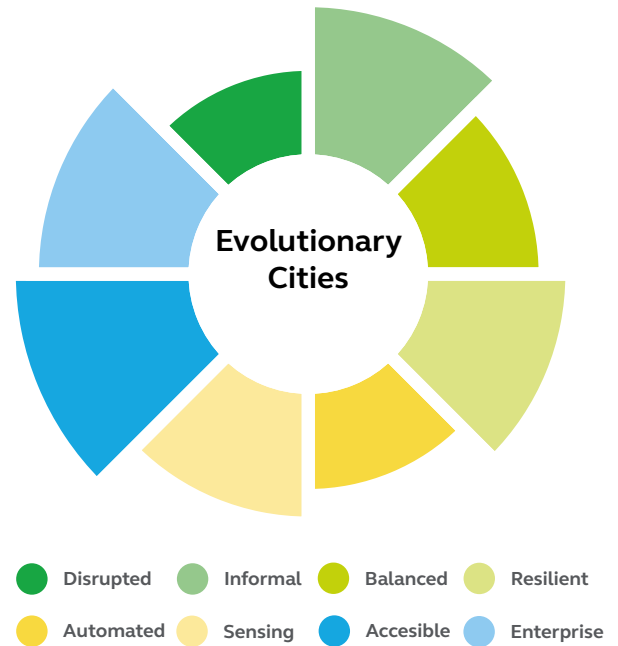 Evolutionary
Cities
Disrupted Informal Balanced Resilient
Automated Sensing Accesible Enterprise